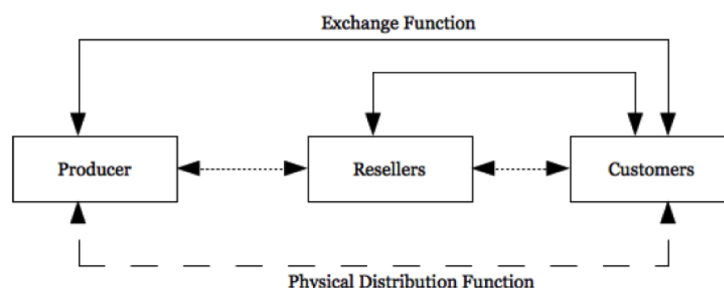 Exchange Function
Producer
Resellers
Customers
Physical Distribution Function